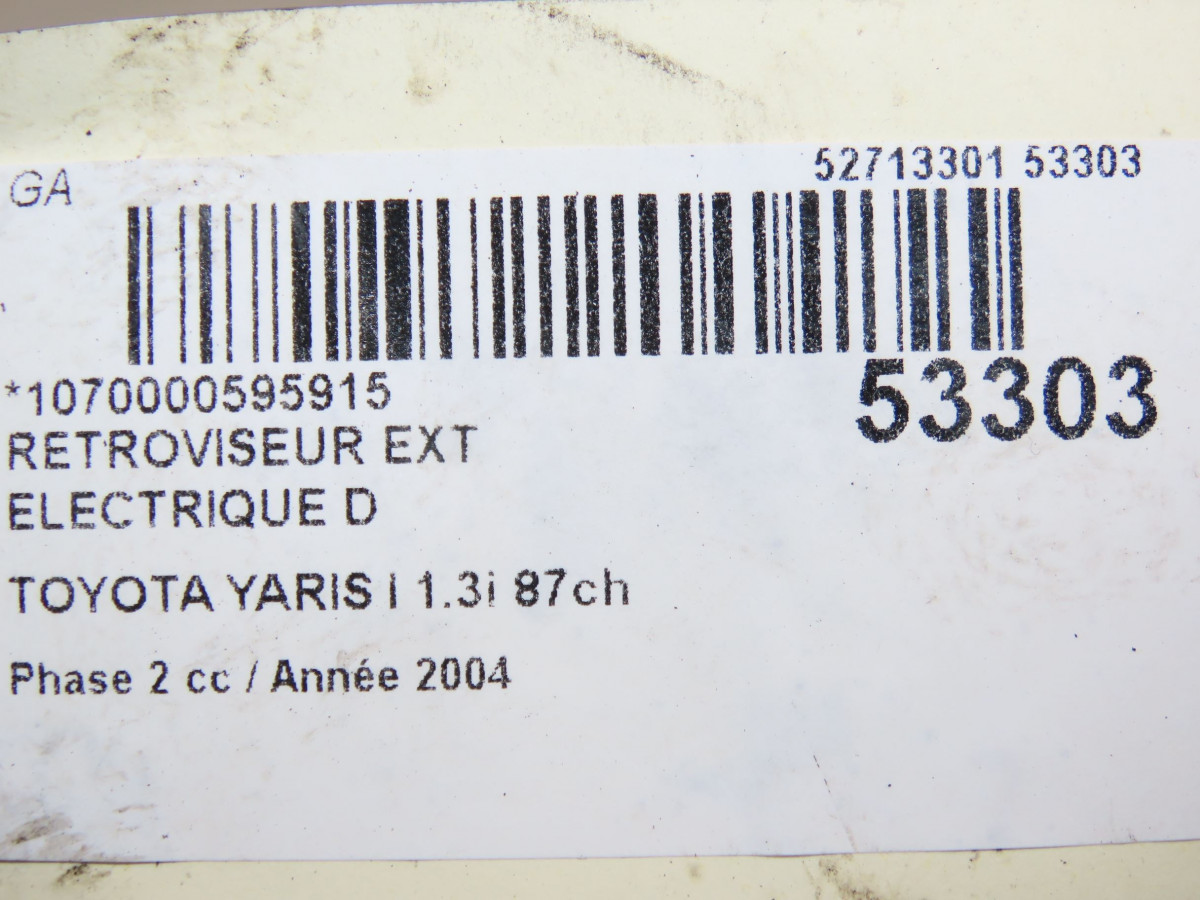 GA
52713301 53303
*1070000595915
53303
RETROVISEUR EXT
ELECTRIQUE D
TOYOTA YARIS I 1.3i 87ch
Phase 2 cc / Année 2004